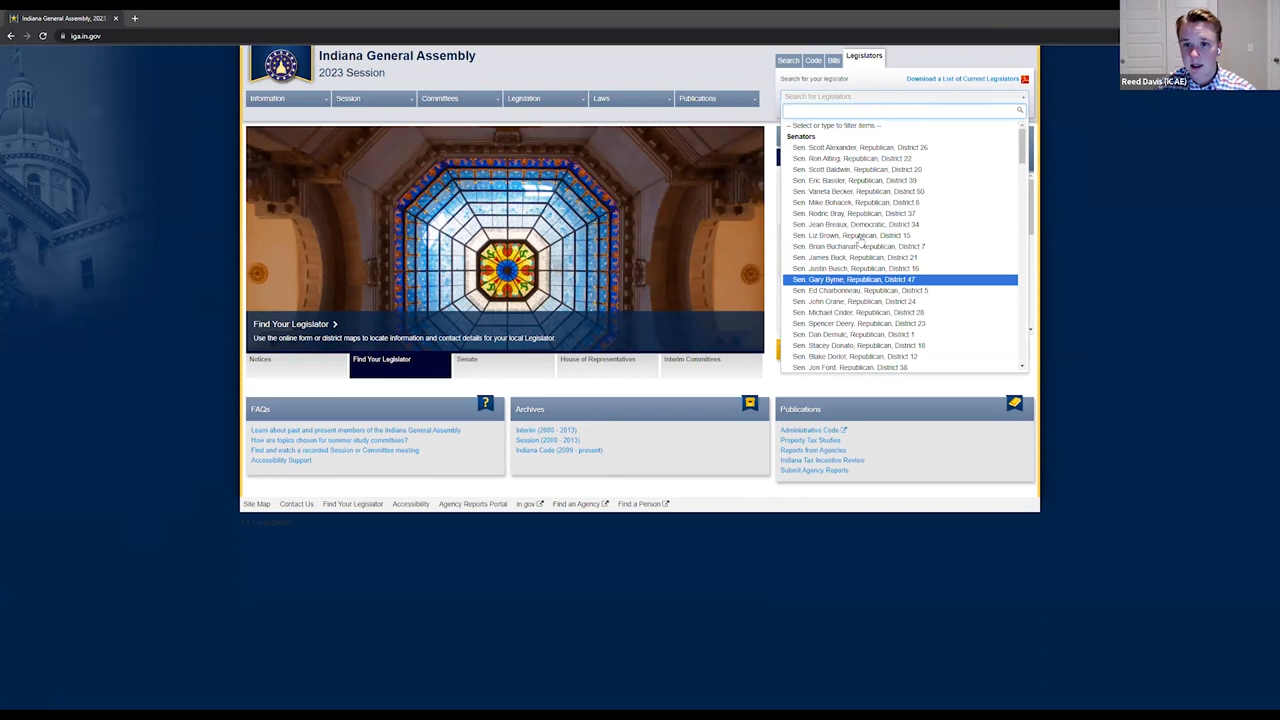 Indiana General Assembly, 2023
iga.in.gov
Reed Davis (ICAE)
Indiana General Assembly
2023 Session
Search
Code
Bills
Legislators
Search for your legislator
Download a List of Current Legislators
Information
Session
Committees
Legislation
Laws
Publications
Search for Legislators...
-- Select or type to filter items --
Senators
Sen. Scott Alexander, Republican, District 26
Sen. Ron Alting, Republican, District 22
Sen. Scott Baldwin, Republican, District 20
Sen. Eric Bassler, Republican, District 39
Sen. Vaneta Becker, Republican, District 50
Sen. Mike Bohacek, Republican, District 8
Sen. Rodric Bray, Republican, District 37
Sen. Jean Breaux, Democratic, District 34
Sen. Liz Brown, Republican, District 15
Sen. Brian Buchanan, Republican, District 7
Sen. James Buck, Republican, District 21
Sen. Justin Busch, Republican, District 16
Sen. Gary Byrne, Republican, District 47
Sen. Ed Charbonneau, Republican, District 5
Sen. John Crane, Republican, District 24
Sen. Michael Crider, Republican, District 28
Sen. Spencer Deery, Republican, District 23
Sen. Dan Dernulc, Republican, District 1
Sen. Stacey Donato, Republican, District 18
Sen. Blake Doriot, Republican, District 12
Sen. Jon Ford, Republican, District 38
Find Your Legislator
Use the online form or district maps to locate information and contact details for your local Legislator.
Notices
Find Your Legislator
Senate
House of Representatives
Interim Committees
FAQs
Learn about past and present members of the Indiana General Assembly
How are topics chosen for summer study committees?
Find and watch a recorded Session or Committee meeting
Accessibility Support
Archives
Interim (2000 - 2013)
Session (2000 - 2013)
Indiana Code (2009 - present)
Publications
Administrative Code
Property Tax Studies
Reports from Agencies
Indiana Tax Incentive Review
Submit Agency Reports
Site Map
Contact Us
Find Your Legislator
Accessibility
Agency Reports Portal
in.gov
Find an Agency
Find a Person